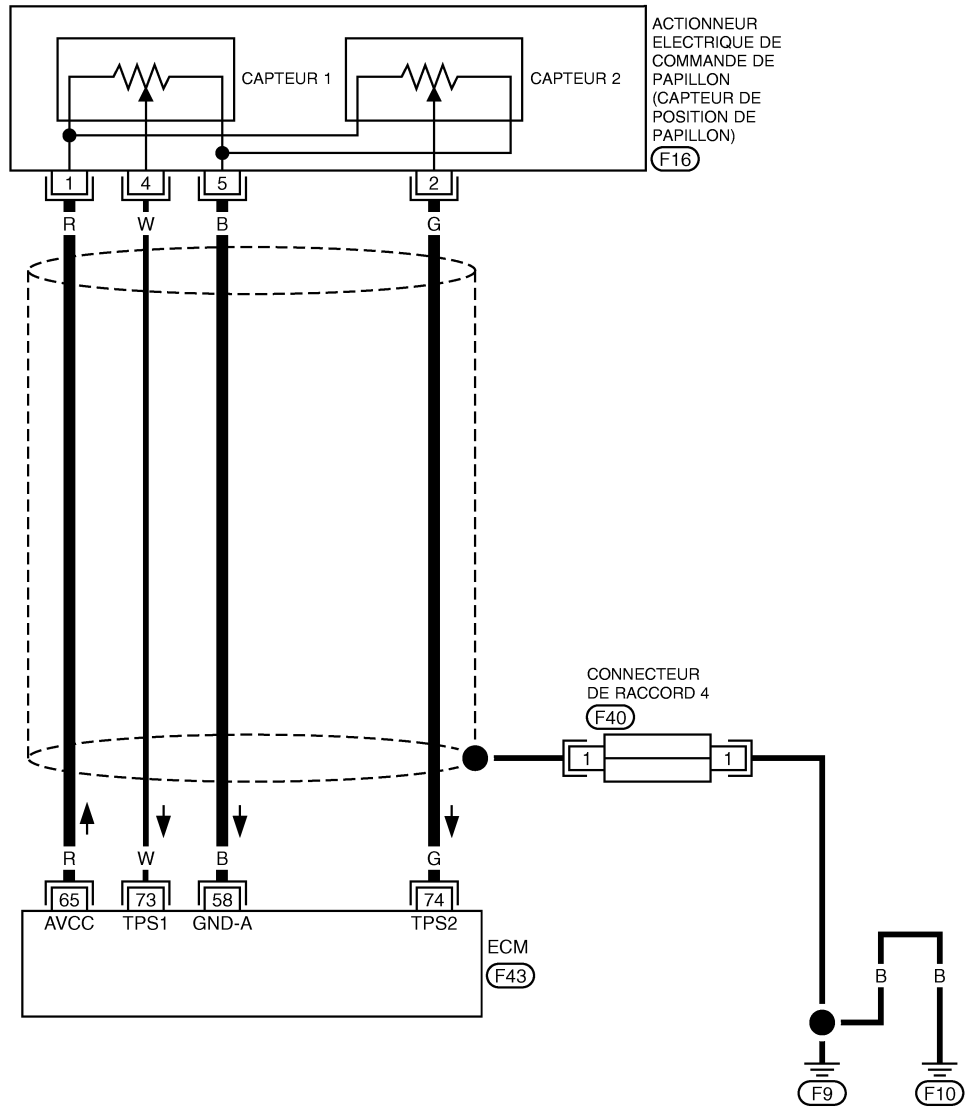 ACTIONNEUR
ELECTRIQUE DE
COMMANDE DE
PAPILLON
(CAPTEUR DE
POSITION DE
PAPILLON)
F16
CAPTEUR 1
CAPTEUR 2
1 4 5 2
R W B G
CONNECTEUR
DE RACCORD 4
F40
1 1
R W B G
65 73 58 74
AVCC TPS1 GND-A TPS2
ECM
F43
B B
F9 F10